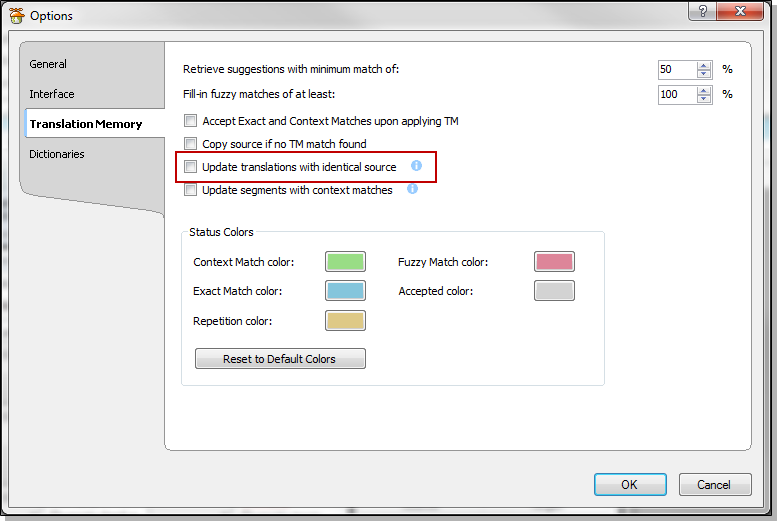 Options
?
General
Interface
Translation Memory
Dictionaries
Retrieve suggestions with minimum match of: 50 %
Fill-in fuzzy matches of at least: 100 %
Accept Exact and Context Matches upon applying TM
Copy source if no TM match found
Update translations with identical source i
Update segments with context matches i
Status Colors
Context Match color: Fuzzy Match color:
Exact Match color: Accepted color:
Repetition color:
Reset to Default Colors
OK Cancel